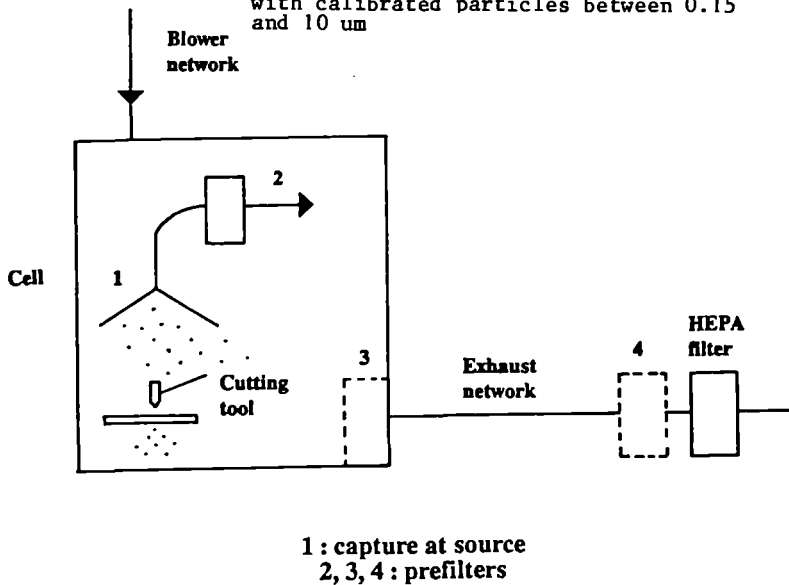 with calibrated particles between 0.15
and 10 um
Blower
network
2
Cell
1
3
Cutting
tool
Exhaust
network
4
HEPA
filter
1 : capture at source
2, 3, 4 : prefilters